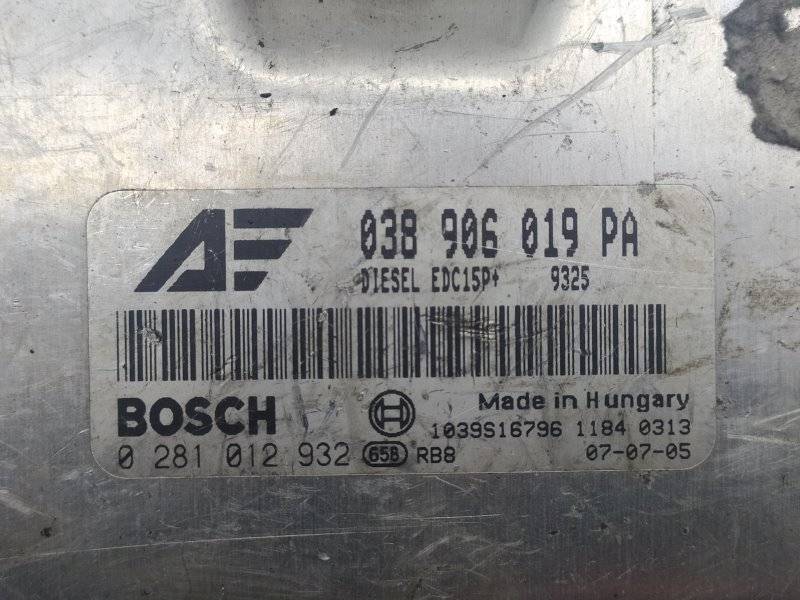 AF 038 906 019 PA
DIESEL EDC15P+ 9325
BOSCH Made in Hungary
1039S16796 1184 0313
0 281 012 932 658 RB8 07-07-05